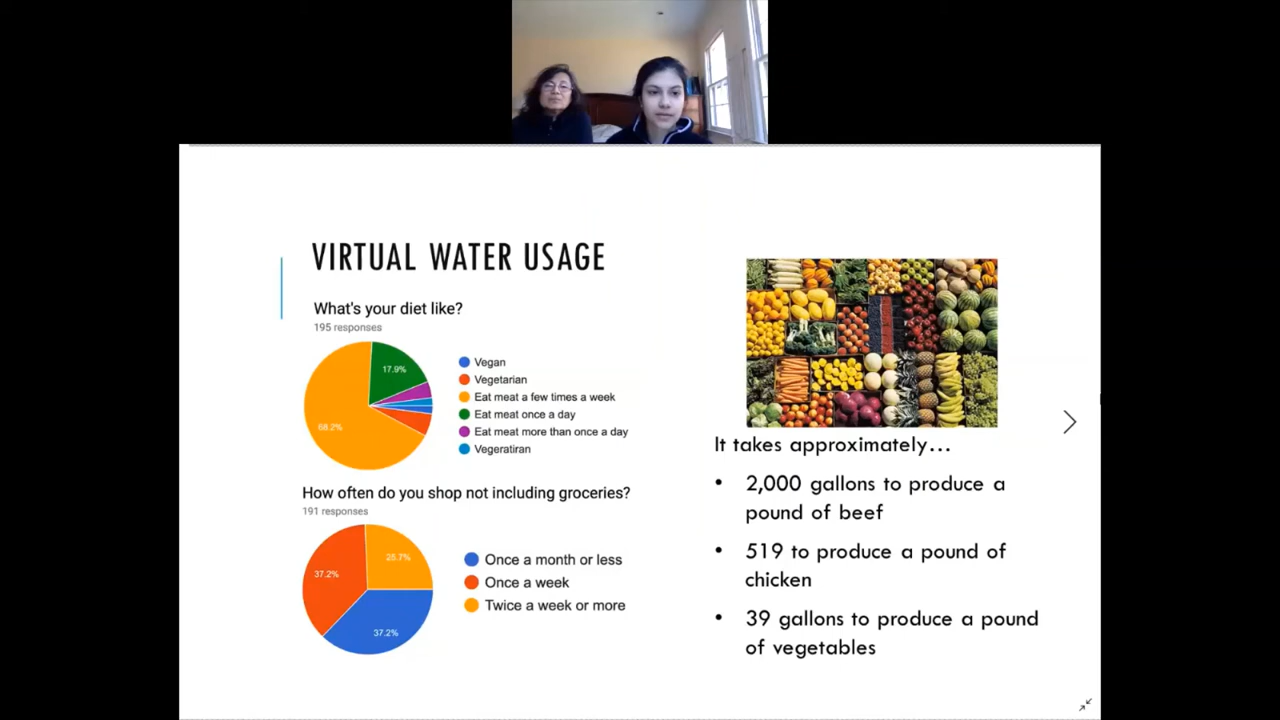 VIRTUAL WATER USAGE
What's your diet like?
195 responses
17.9%
68.2%
Vegan
Vegetarian
Eat meat a few times a week
Eat meat once a day
Eat meat more than once a day
Vegeratiran
How often do you shop not including groceries?
191 responses
25.7%
37.2%
37.2%
Once a month or less
Once a week
Twice a week or more
It takes approximately…
• 2,000 gallons to produce a
pound of beef
• 519 to produce a pound of
chicken
• 39 gallons to produce a pound
of vegetables